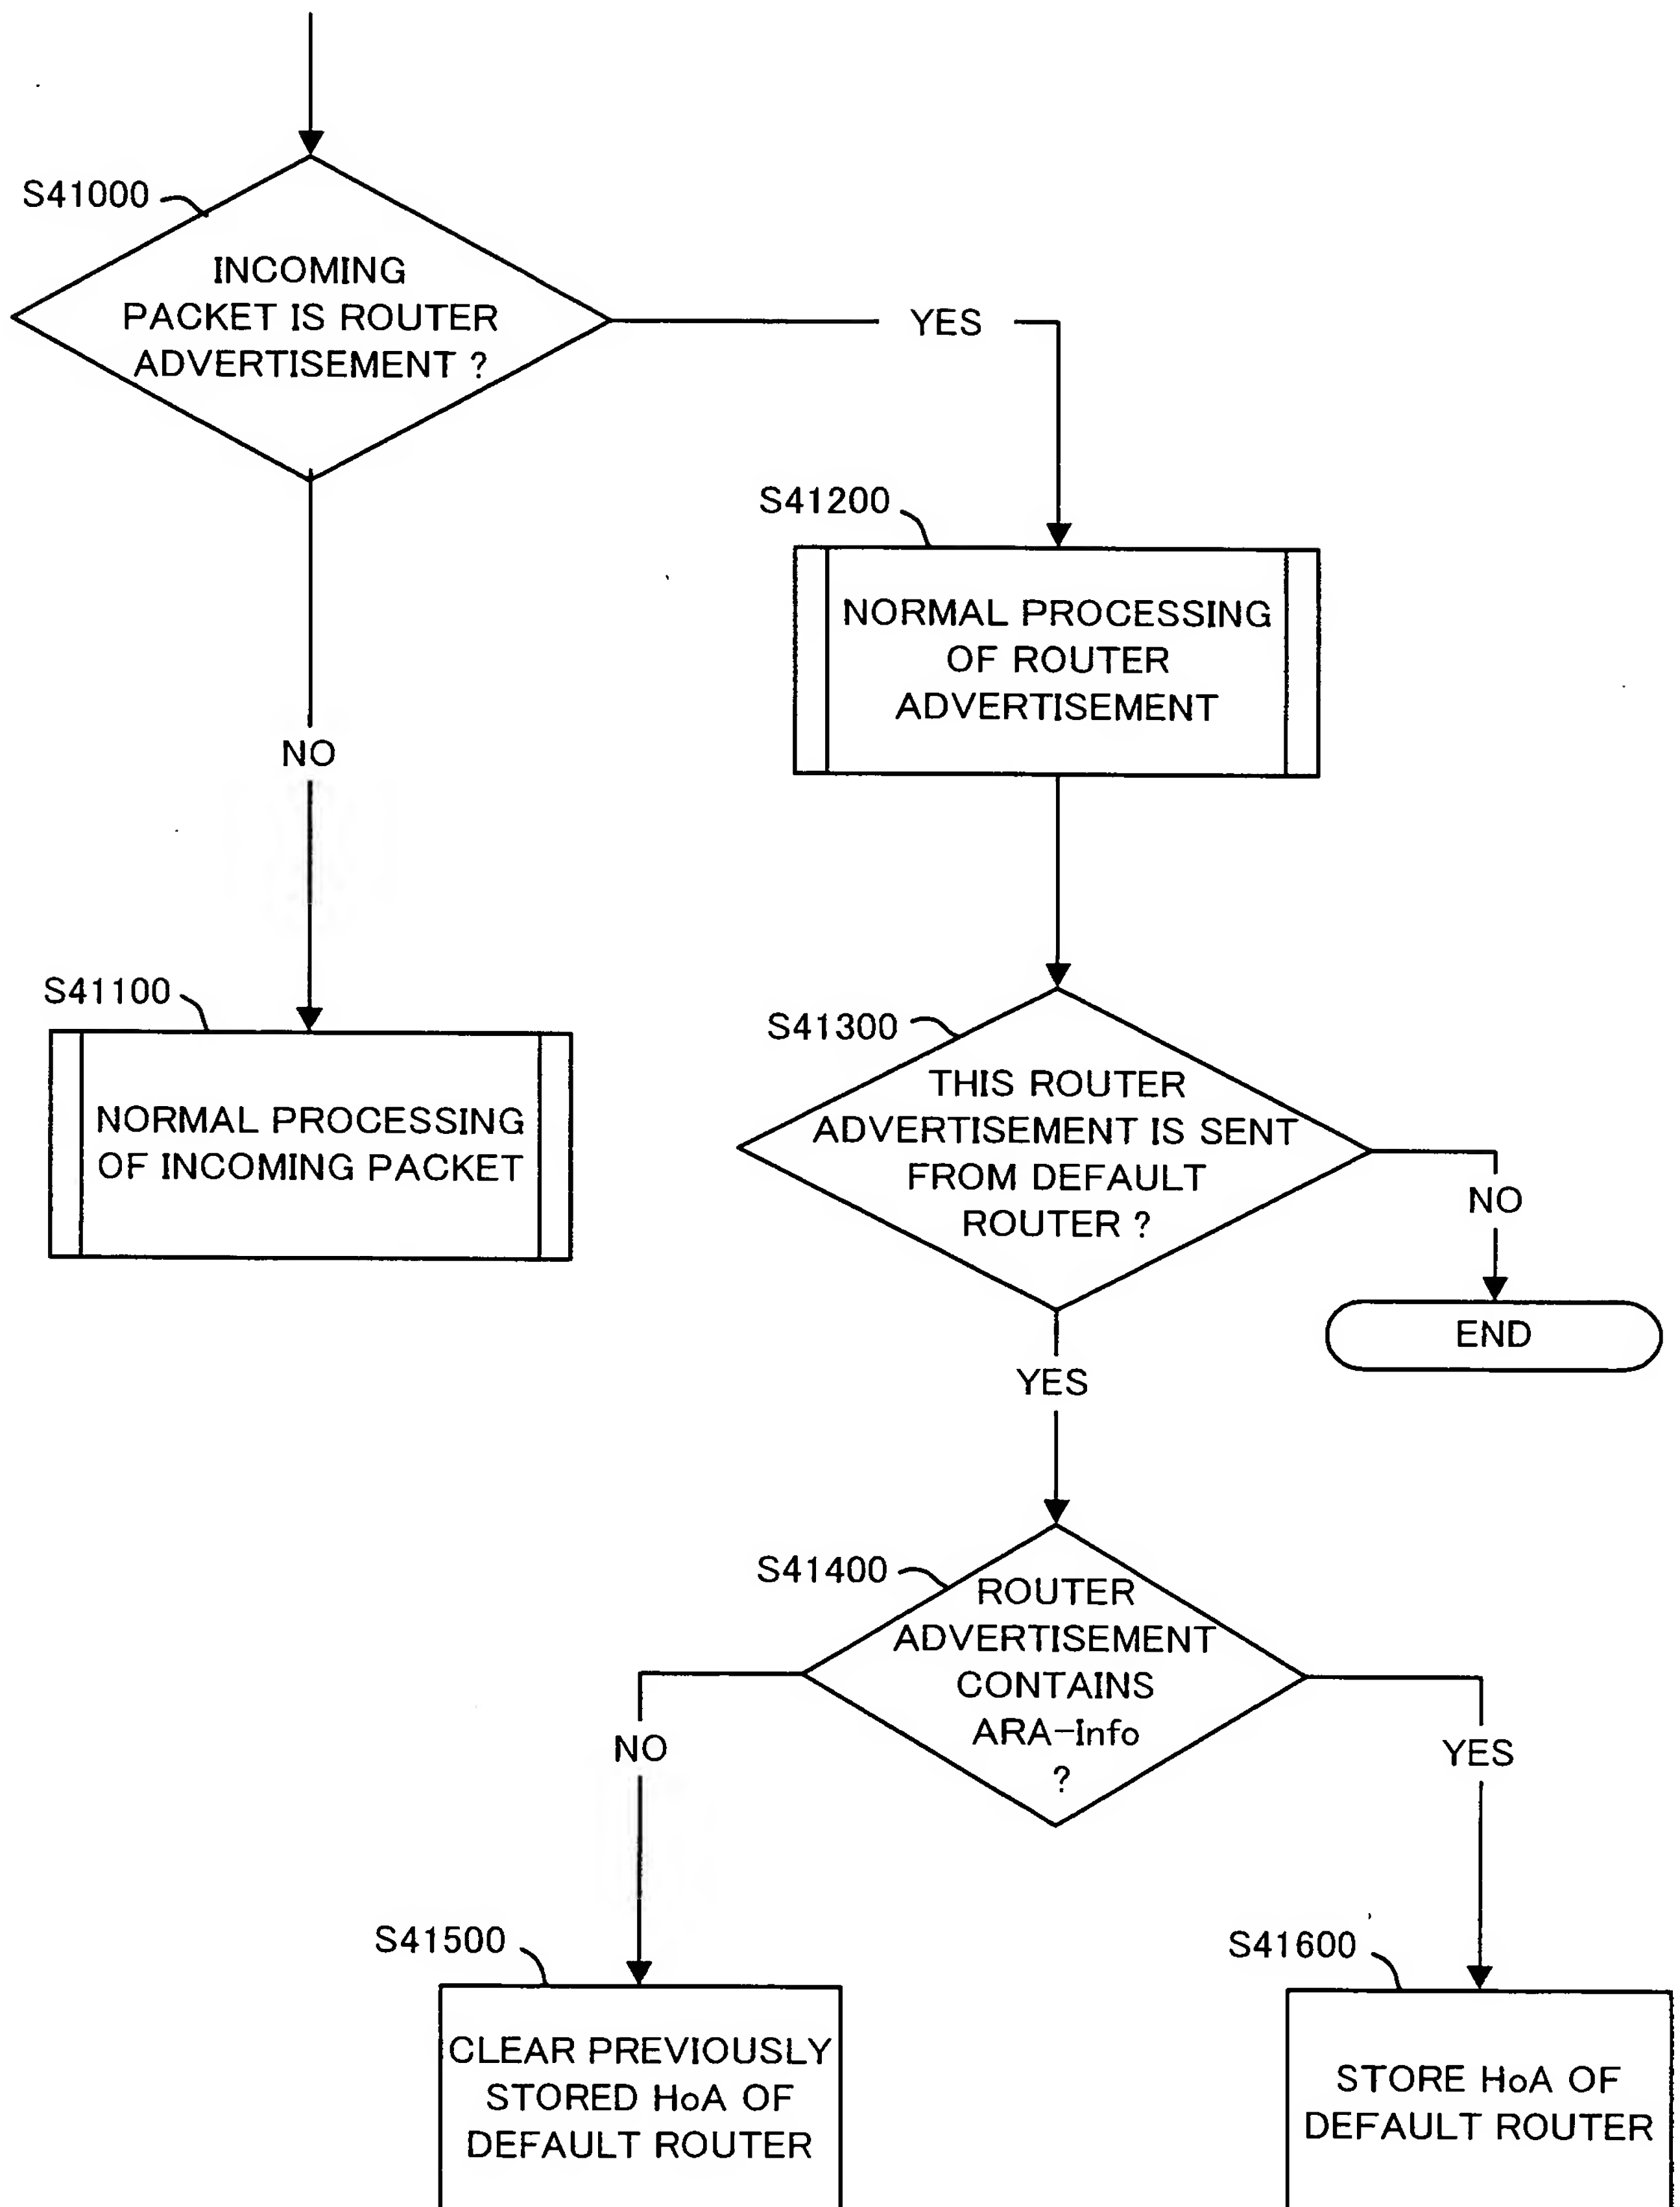 S41000
INCOMING
PACKET IS ROUTER
ADVERTISEMENT ?
YES
NO
S41200
NORMAL PROCESSING
OF ROUTER
ADVERTISEMENT
S41100
NORMAL PROCESSING
OF INCOMING PACKET
S41300
THIS ROUTER
ADVERTISEMENT IS SENT
FROM DEFAULT
ROUTER ?
NO
END
YES
S41400
ROUTER
ADVERTISEMENT
CONTAINS
ARA-Info
?
NO
YES
S41500
CLEAR PREVIOUSLY
STORED HoA OF
DEFAULT ROUTER
S41600
STORE HoA OF
DEFAULT ROUTER